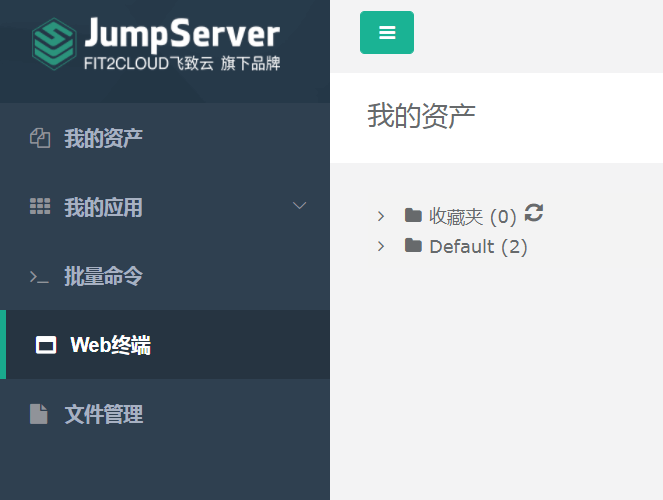 JumpServer
FIT2CLOUD飞致云 旗下品牌
我的资产
我的应用
批量命令
Web终端
文件管理
我的资产
收藏夹 (0)
Default (2)